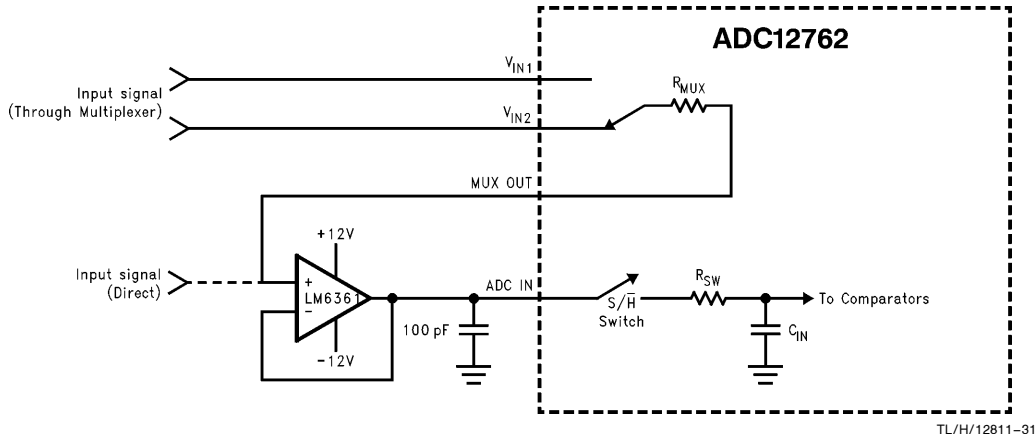 ADC12762
V_IN1
R_MUX
Input signal
(Through Multiplexer)
V_IN2
MUX OUT
+12V
Input signal
(Direct)
+
LM6361
−
ADC IN
R_SW
S/H̅
Switch
To Comparators
100 pF
C_IN
−12V
TL/H/12811–31